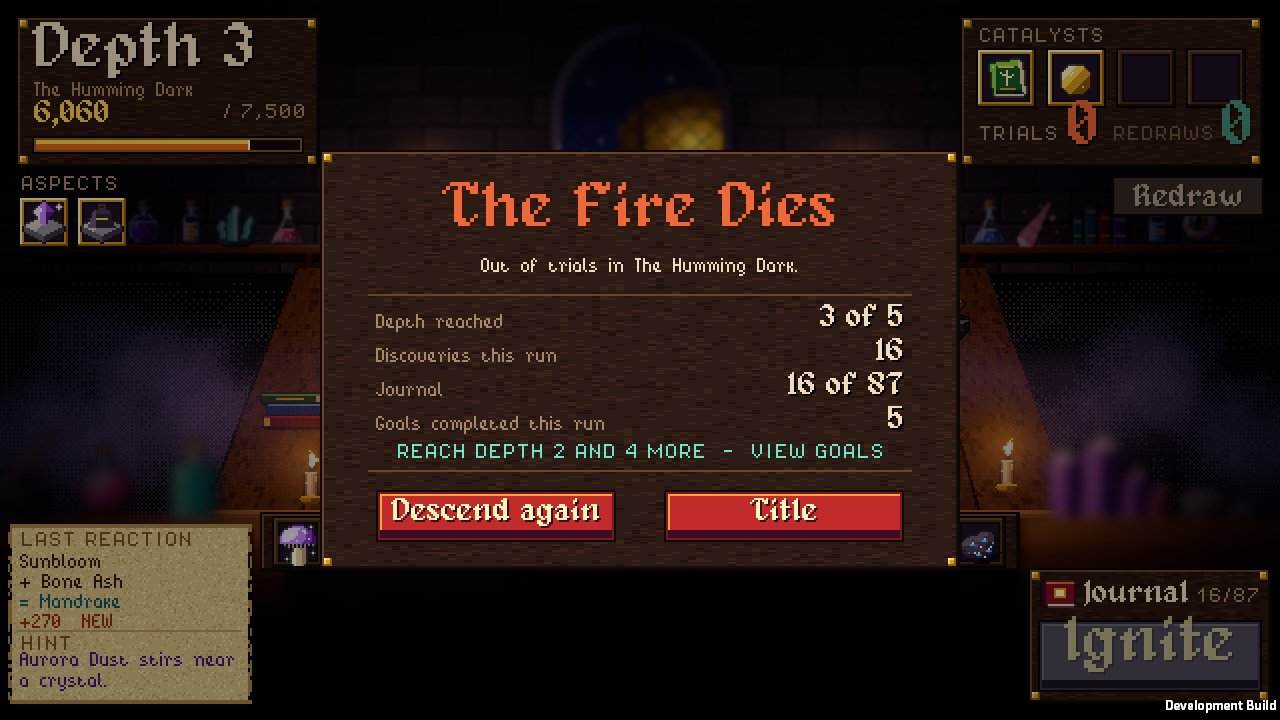 Depth 3
The Humming Dark
6,060 / 7,500
ASPECTS
CATALYSTS
TRIALS 0 REDRAWS 0
Redraw
The Fire Dies
Out of trials in The Humming Dark.
Depth reached 3 of 5
Discoveries this run 16
Journal 16 of 87
Goals completed this run 5
REACH DEPTH 2 AND 4 MORE - VIEW GOALS
Descend again
Title
LAST REACTION
Sunbloom
+ Bone Ash
= Mandrake
+270 NEW
HINT
Aurora Dust stirs near
a crystal.
Journal 16/87
Ignite
Development Build